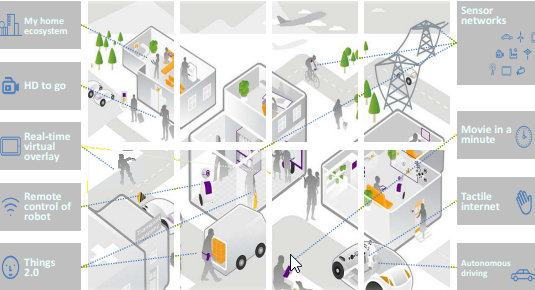 My home
ecosystem
HD to go
Real-time
virtual
overlay
Remote
control of
robot
Things
2.0
Sensor
networks
Movie in a
minute
Tactile
internet
Autonomous
driving